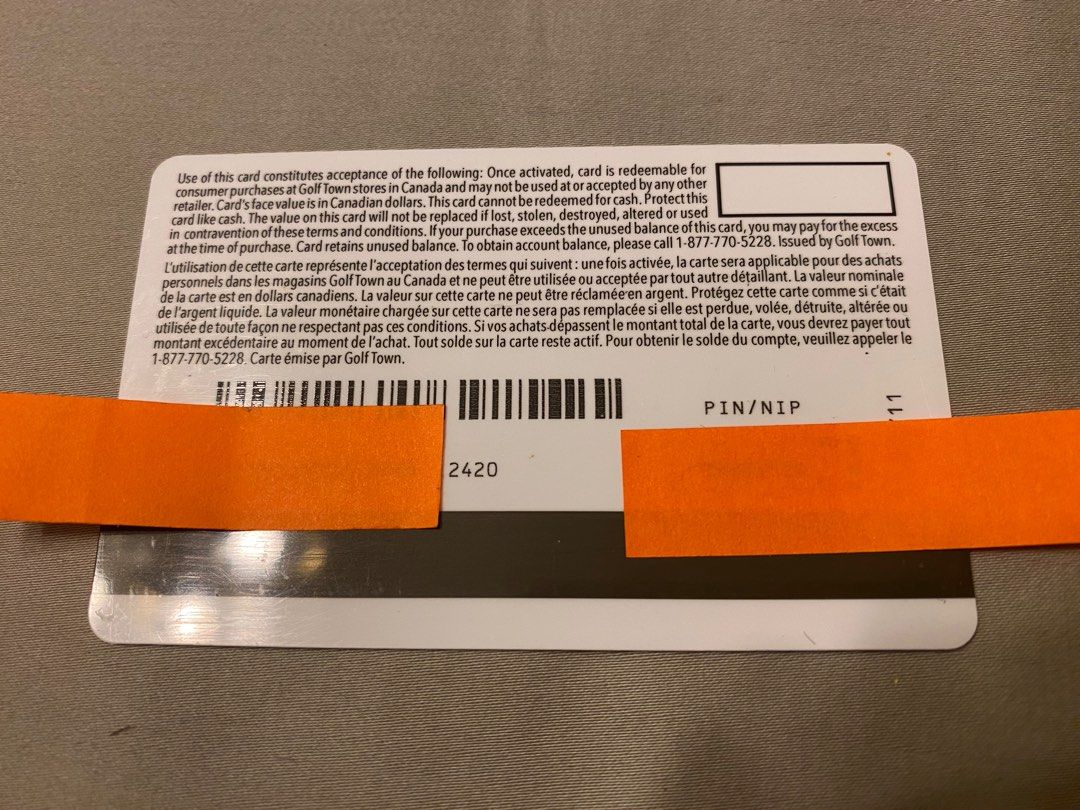 Use of this card constitutes acceptance of the following: Once activated, card is redeemable for
consumer purchases at Golf Town stores in Canada and may not be used at or accepted by any other
retailer. Card's face value is in Canadian dollars. This card cannot be redeemed for cash. Protect this
card like cash. The value on this card will not be replaced if lost, stolen, destroyed, altered or used
in contravention of these terms and conditions. If your purchase exceeds the unused balance of this card, you may pay for the excess
at the time of purchase. Card retains unused balance. To obtain account balance, please call 1-877-770-5228. Issued by Golf Town.
L'utilisation de cette carte représente l'acceptation des termes qui suivent : une fois activée, la carte sera applicable pour des achats
personnels dans les magasins Golf Town au Canada et ne peut être utilisée ou acceptée par tout autre détaillant. La valeur nominale
de la carte est en dollars canadiens. La valeur sur cette carte ne peut être réclamée en argent. Protégez cette carte comme si c'était
de l'argent liquide. La valeur monétaire chargée sur cette carte ne sera pas remplacée si elle est perdue, volée, détruite, altérée ou
utilisée de toute façon ne respectant pas ces conditions. Si vos achats dépassent le montant total de la carte, vous devrez payer tout
montant excédentaire au moment de l'achat. Tout solde sur la carte reste actif. Pour obtenir le solde du compte, veuillez appeler le
1-877-770-5228. Carte émise par Golf Town.
PIN/NIP
11
2420